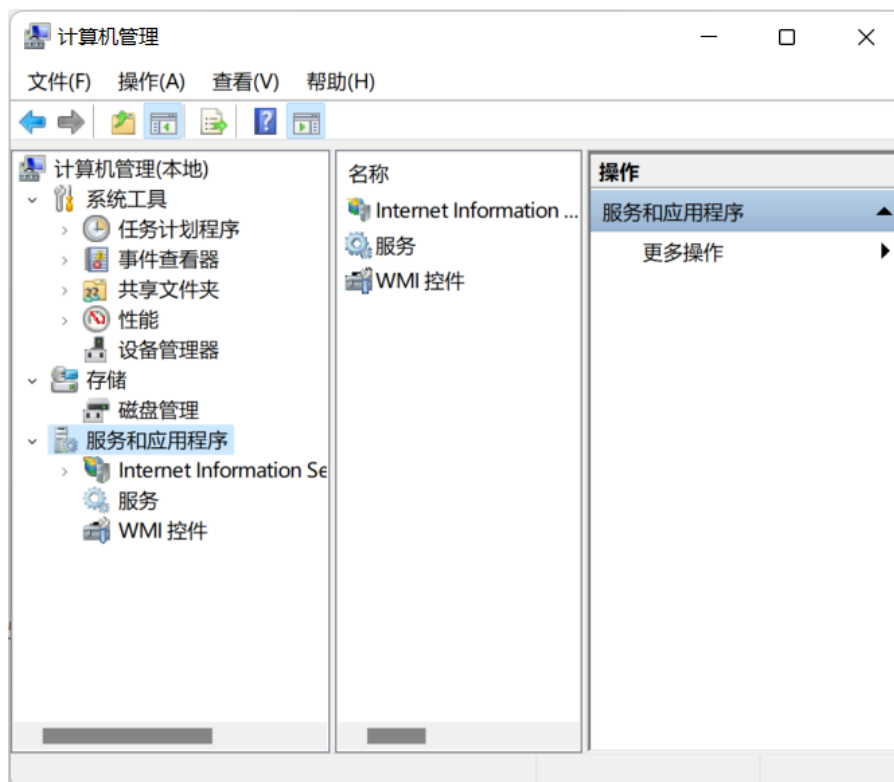 计算机管理
文件(F) 操作(A) 查看(V) 帮助(H)
计算机管理(本地)
系统工具
任务计划程序
事件查看器
共享文件夹
性能
设备管理器
存储
磁盘管理
服务和应用程序
Internet Information Se
服务
WMI 控件
名称
Internet Information ...
服务
WMI 控件
操作
服务和应用程序
更多操作